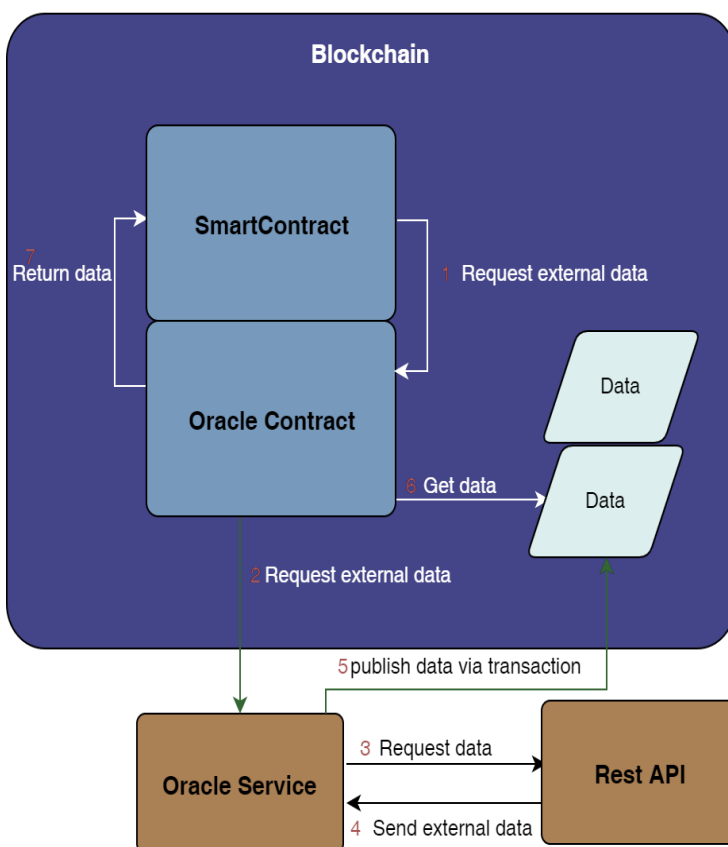 Blockchain
SmartContract
7
Return data
1 Request external data
Data
Oracle Contract
6 Get data
Data
2 Request external data
5 publish data via transaction
3 Request data
Oracle Service
Rest API
4 Send external data